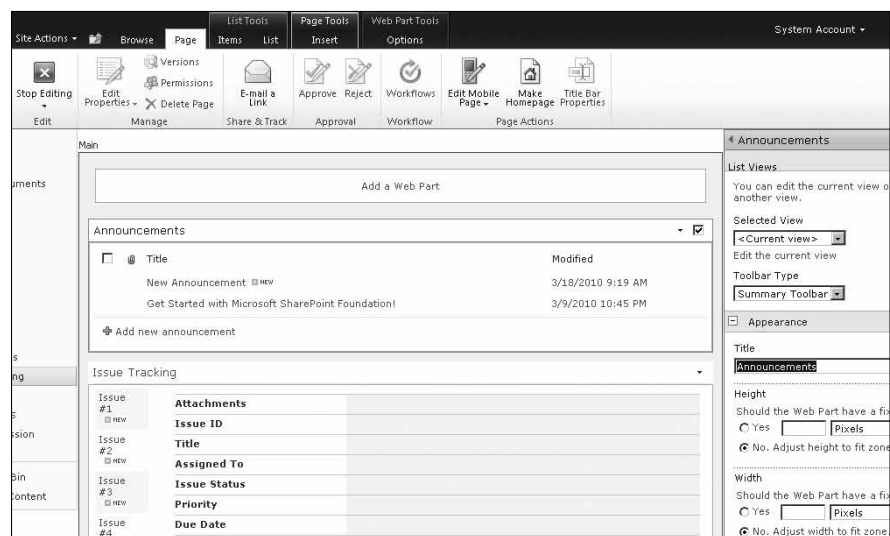 List Tools
Page Tools
Web Part Tools
System Account
Site Actions
Browse
Page
Items
List
Insert
Options
Stop Editing
Edit
Edit Properties
Versions
Permissions
Delete Page
Manage
E-mail a Link
Share & Track
Approve
Reject
Approval
Workflows
Workflow
Edit Mobile Page
Make Homepage
Title Bar Properties
Page Actions
uments
s
ng
s
ssion
Bin
Content
Main
Add a Web Part
Announcements
Title Modified
New Announcement NEW 3/18/2010 9:19 AM
Get Started with Microsoft SharePoint Foundation! 3/9/2010 10:45 PM
Add new announcement
Issue Tracking
Issue #1
NEW
Issue #2
NEW
Issue #3
NEW
Issue #4
Attachments
Issue ID
Title
Assigned To
Issue Status
Priority
Due Date
Announcements
List Views
You can edit the current view o
another view.
Selected View
<Current view>
Edit the current view
Toolbar Type
Summary Toolbar
Appearance
Title
Announcements
Height
Should the Web Part have a fix
Yes Pixels
No. Adjust height to fit zone
Width
Should the Web Part have a fix
Yes Pixels
No. Adjust width to fit zone.